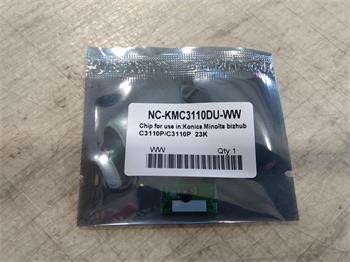 NC-KMC3110DU-WW
Chip for use in:Konica Minolta bizhub
C3110P/C3110P 23K
WW Qty:1